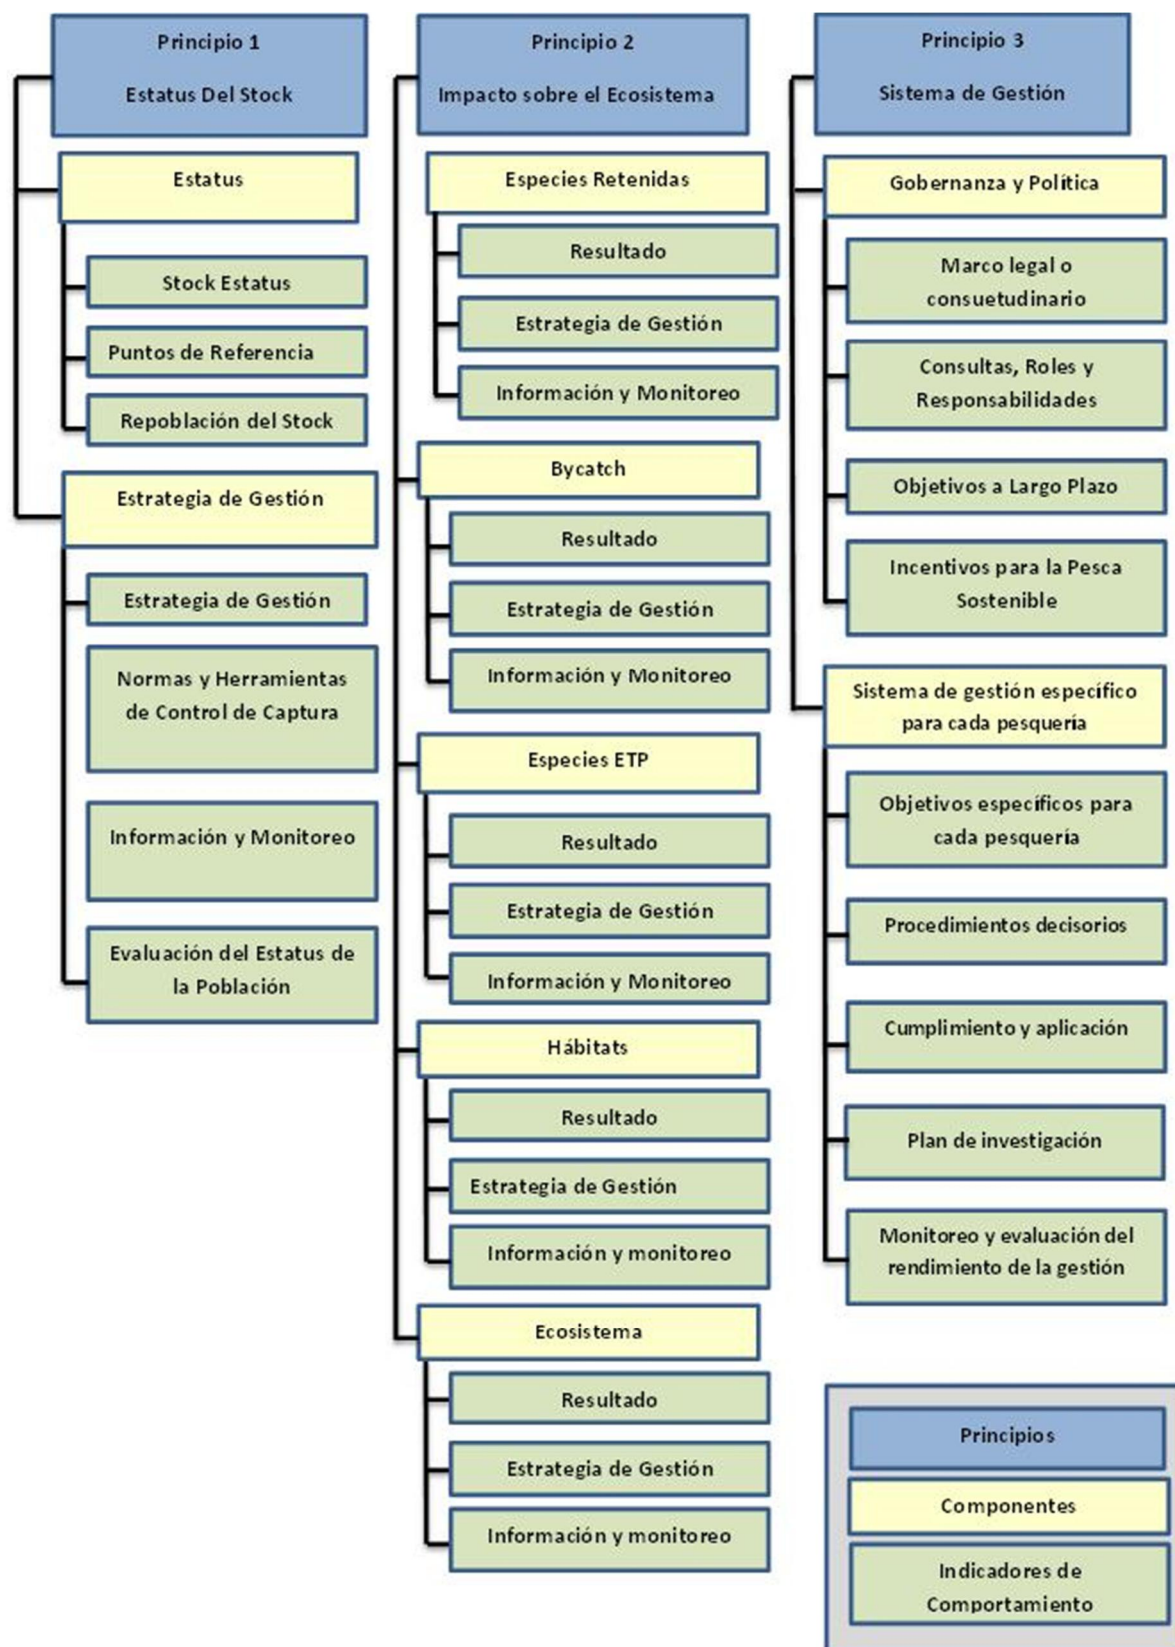 Principio 1
Estatus Del Stock
Estatus
Stock Estatus
Puntos de Referencia
Repoblación del Stock
Estrategia de Gestión
Estrategia de Gestión
Normas y Herramientas
de Control de Captura
Información y Monitoreo
Evaluación del Estatus de
la Población
Principio 2
Impacto sobre el Ecosistema
Especies Retenidas
Resultado
Estrategia de Gestión
Información y Monitoreo
Bycatch
Resultado
Estrategia de Gestión
Información y Monitoreo
Especies ETP
Resultado
Estrategia de Gestión
Información y Monitoreo
Hábitats
Resultado
Estrategia de Gestión
Información y monitoreo
Ecosistema
Resultado
Estrategia de Gestión
Información y monitoreo
Principio 3
Sistema de Gestión
Gobernanza y Política
Marco legal o
consuetudinario
Consultas, Roles y
Responsabilidades
Objetivos a Largo Plazo
Incentivos para la Pesca
Sostenible
Sistema de gestión específico
para cada pesquería
Objetivos específicos para
cada pesquería
Procedimientos decisorios
Cumplimiento y aplicación
Plan de investigación
Monitoreo y evaluación del
rendimiento de la gestión
Principios
Componentes
Indicadores de
Comportamiento